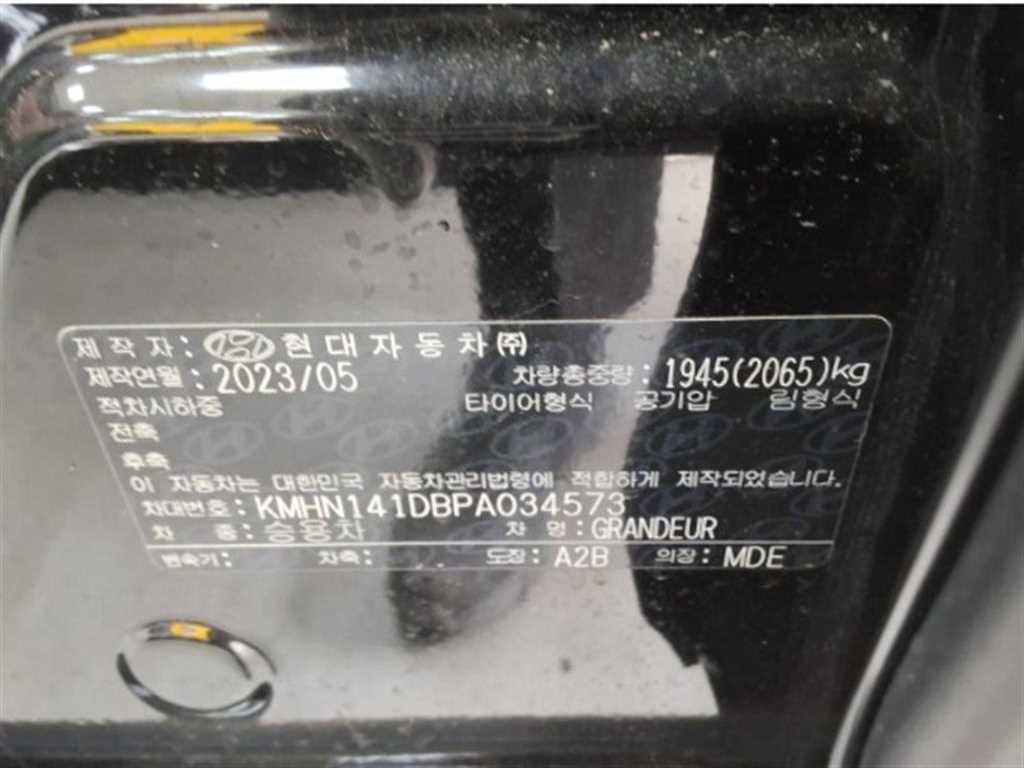 제작자: 현대자동차(주)
제작연월: 2023/05 차량총중량: 1945(2065)kg
적차시하중 타이어형식 공기압 림형식
전축
후축
이 자동차는 대한민국 자동차관리법령에 적합하게 제작되었습니다.
차대번호: KMHN141DBPA034573
차 종: 승용차 차 명: GRANDEUR
변속기: 차축: 도장: A2B 의장: MDE